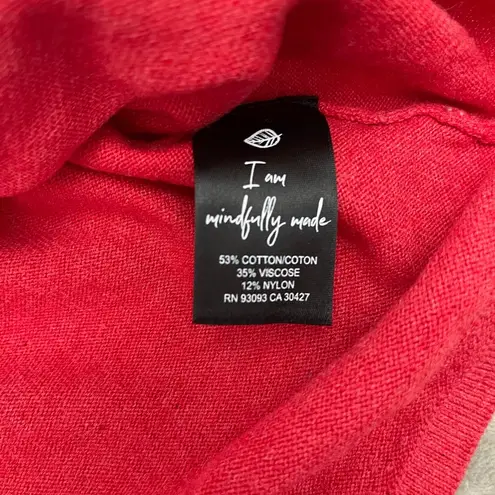 I am
mindfully made
53% COTTON/COTON
35% VISCOSE
12% NYLON
RN 93093 CA 30427